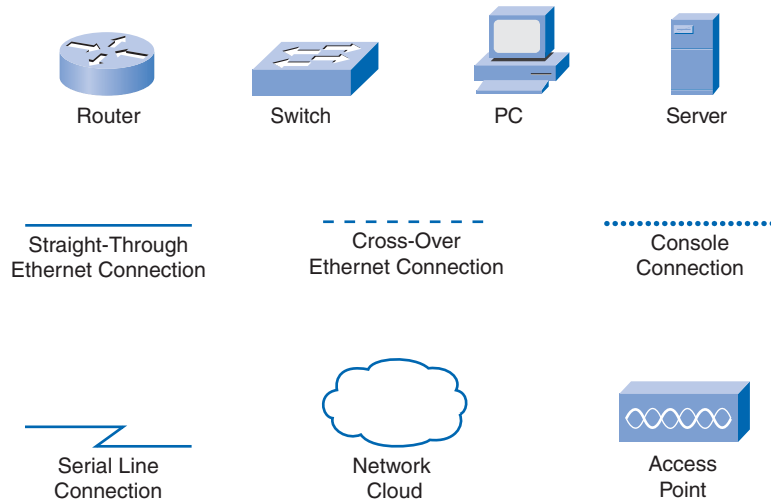 Router
Switch
PC
Server
Straight-Through
Ethernet Connection
Cross-Over
Ethernet Connection
Console
Connection
Serial Line
Connection
Network
Cloud
Access
Point